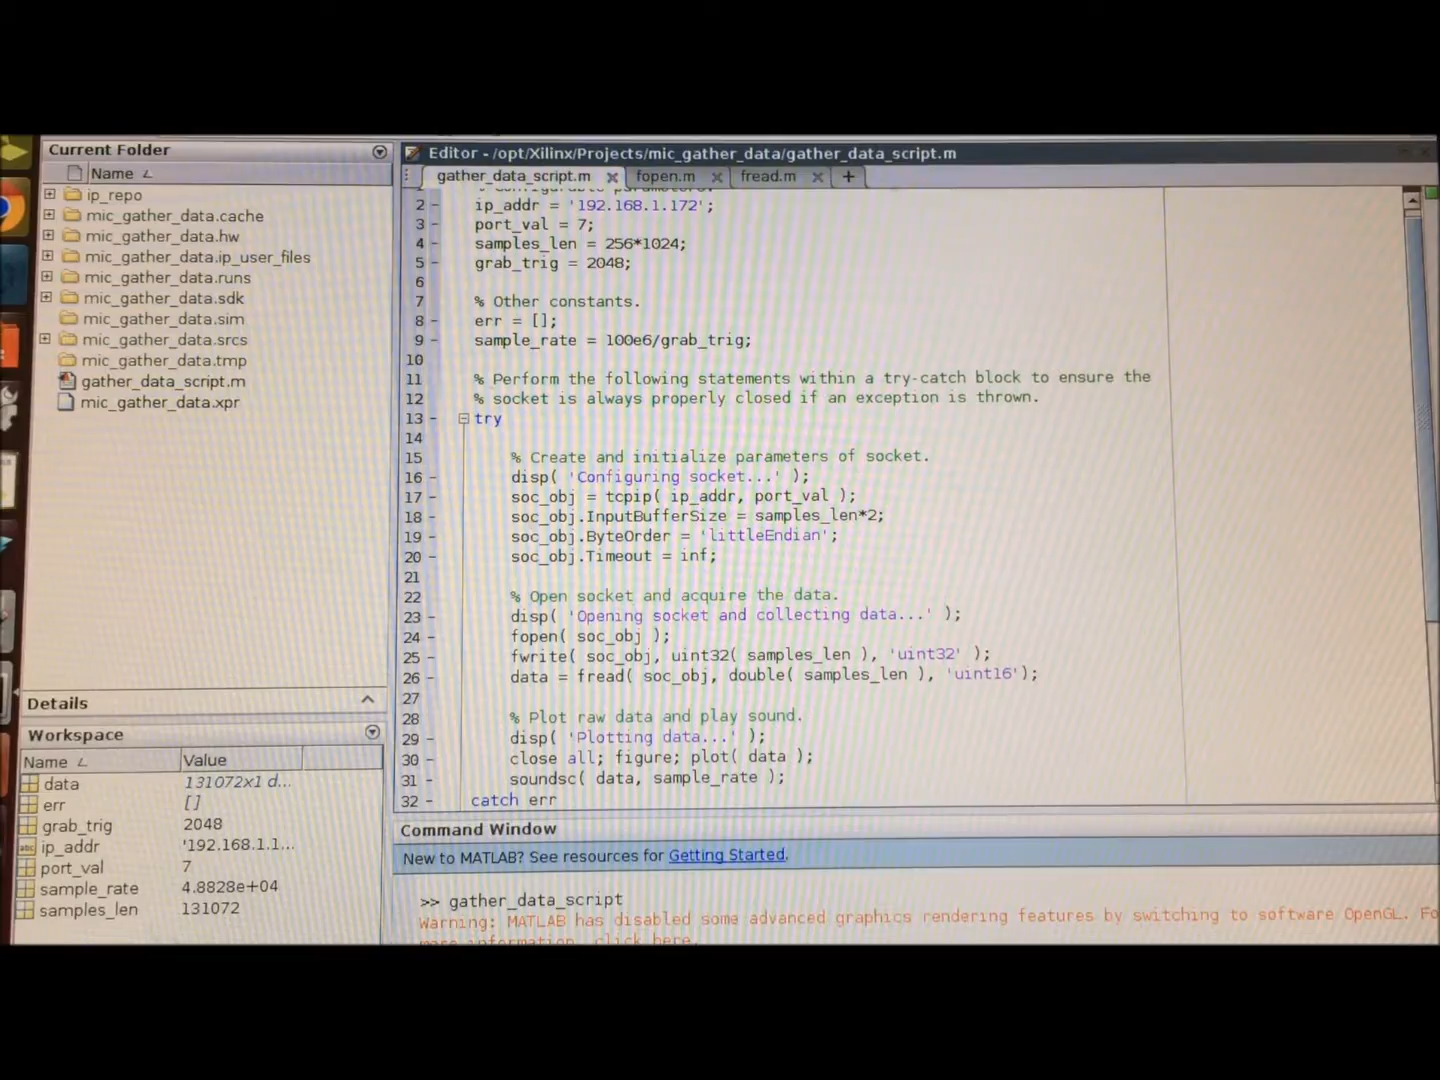 Current Folder
Name
ip_repo
mic_gather_data.cache
mic_gather_data.hw
mic_gather_data.ip_user_files
mic_gather_data.runs
mic_gather_data.sdk
mic_gather_data.sim
mic_gather_data.srcs
mic_gather_data.tmp
gather_data_script.m
mic_gather_data.xpr
Details
Workspace
Name Value
data 131072x1 d...
err []
grab_trig 2048
ip_addr '192.168.1.1...
port_val 7
sample_rate 4.8828e+04
samples_len 131072
Editor - /opt/Xilinx/Projects/mic_gather_data/gather_data_script.m
gather_data_script.m × fopen.m × fread.m × +
1 % Configurable parameters.
2 - ip_addr = '192.168.1.172';
3 - port_val = 7;
4 - samples_len = 256*1024;
5 - grab_trig = 2048;
6
7 % Other constants.
8 - err = [];
9 - sample_rate = 100e6/grab_trig;
10
11 % Perform the following statements within a try-catch block to ensure the
12 % socket is always properly closed if an exception is thrown.
13 - try
14
15 % Create and initialize parameters of socket.
16 - disp( 'Configuring socket...' );
17 - soc_obj = tcpip( ip_addr, port_val );
18 - soc_obj.InputBufferSize = samples_len*2;
19 - soc_obj.ByteOrder = 'littleEndian';
20 - soc_obj.Timeout = inf;
21
22 % Open socket and acquire the data.
23 - disp( 'Opening socket and collecting data...' );
24 - fopen( soc_obj );
25 - fwrite( soc_obj, uint32( samples_len ), 'uint32' );
26 - data = fread( soc_obj, double( samples_len ), 'uint16');
27
28 % Plot raw data and play sound.
29 - disp( 'Plotting data...' );
30 - close all; figure; plot( data );
31 - soundsc( data, sample_rate );
32 - catch err
Command Window
New to MATLAB? See resources for Getting Started.
>> gather_data_script
Warning: MATLAB has disabled some advanced graphics rendering features by switching to software OpenGL. Fo
more information, click here.